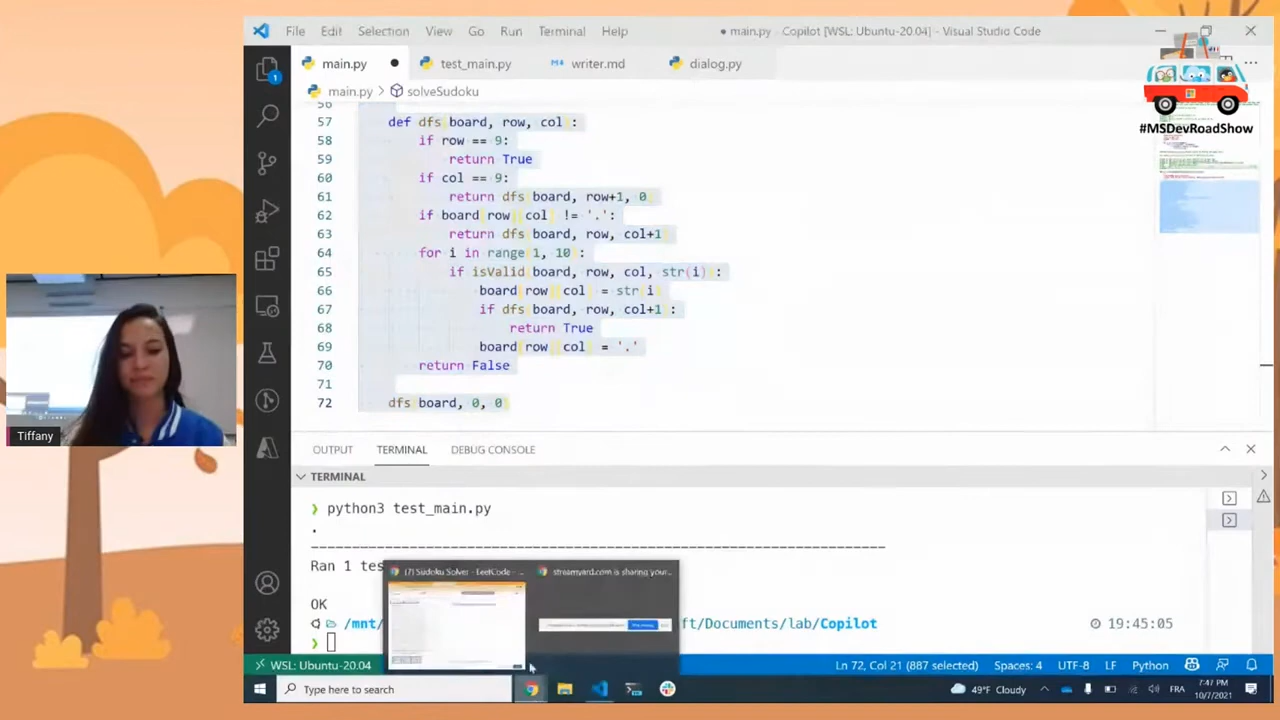 File Edit Selection View Go Run Terminal Help
● main.py - Copilot [WSL: Ubuntu-20.04] - Visual Studio Code
main.py ●
test_main.py
writer.md
dialog.py
main.py > solveSudoku
#MSDevRoadShow
1
56
57 def dfs(board, row, col):
58 if row == 9:
59 return True
60 if col ==
61 return dfs(board, row+1, 0)
62 if board[row][col] != '.':
63 return dfs(board, row, col+1)
64 for i in range(1, 10):
65 if isValid(board, row, col, str(i)):
66 board[row][col] = str(i)
67 if dfs(board, row, col+1):
68 return True
69 board[row][col] = '.'
70 return False
71
72 dfs(board, 0, 0)
Tiffany
OUTPUT TERMINAL DEBUG CONSOLE
TERMINAL
❯ python3 test_main.py
.
----------------------------------------------------------------------
Ran 1 tes
OK
/mnt/
ft/Documents/lab/Copilot
19:45:05
❯
(7) Sudoku Solver - LeetCode - ...
streamyard.com is sharing your...
WSL: Ubuntu-20.04
Ln 72, Col 21 (887 selected) Spaces: 4 UTF-8 LF Python
Type here to search
49°F Cloudy
FRA
7:47 PM
10/7/2021